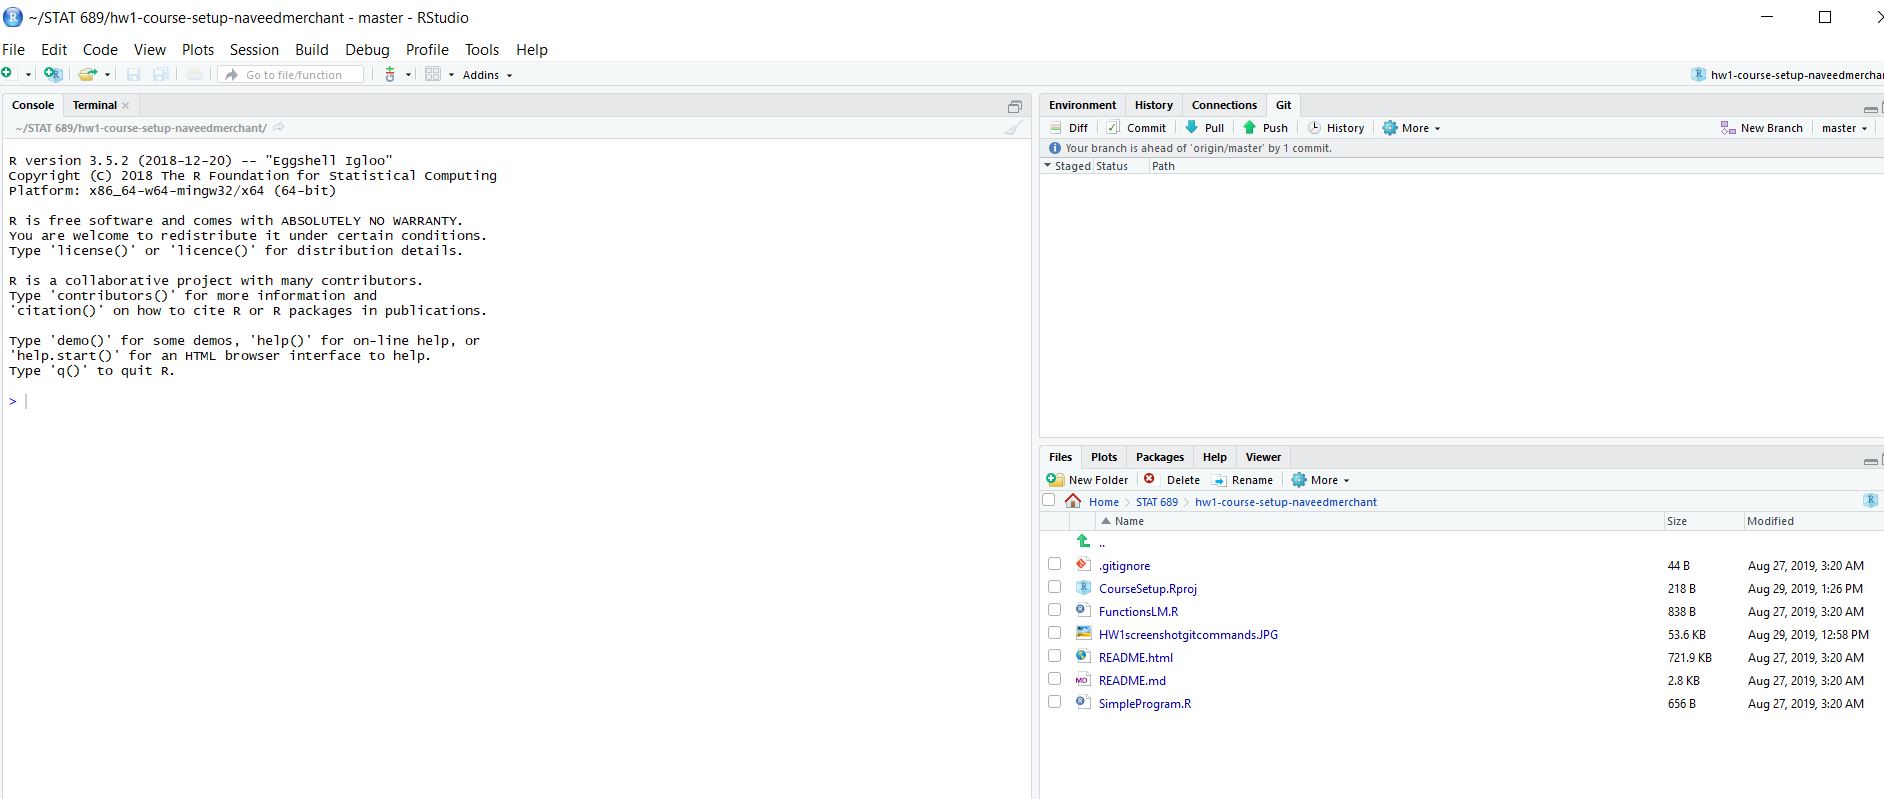 ~/STAT 689/hw1-course-setup-naveedmerchant - master - RStudio
File Edit Code View Plots Session Build Debug Profile Tools Help
Go to file/function Addins hw1-course-setup-naveedmerchar
Console Terminal
~/STAT 689/hw1-course-setup-naveedmerchant/
R version 3.5.2 (2018-12-20) -- "Eggshell Igloo"
Copyright (C) 2018 The R Foundation for Statistical Computing
Platform: x86_64-w64-mingw32/x64 (64-bit)
R is free software and comes with ABSOLUTELY NO WARRANTY.
You are welcome to redistribute it under certain conditions.
Type 'license()' or 'licence()' for distribution details.
R is a collaborative project with many contributors.
Type 'contributors()' for more information and
'citation()' on how to cite R or R packages in publications.
Type 'demo()' for some demos, 'help()' for on-line help, or
'help.start()' for an HTML browser interface to help.
Type 'q()' to quit R.
>
Environment History Connections Git
Diff Commit Pull Push History More New Branch master
Your branch is ahead of 'origin/master' by 1 commit.
Staged Status Path
Files Plots Packages Help Viewer
New Folder Delete Rename More
Home STAT 689 hw1-course-setup-naveedmerchant
Name Size Modified
..
.gitignore 44 B Aug 27, 2019, 3:20 AM
CourseSetup.Rproj 218 B Aug 29, 2019, 1:26 PM
FunctionsLM.R 838 B Aug 27, 2019, 3:20 AM
HW1screenshotgitcommands.JPG 53.6 KB Aug 29, 2019, 12:58 PM
README.html 721.9 KB Aug 27, 2019, 3:20 AM
README.md 2.8 KB Aug 27, 2019, 3:20 AM
SimpleProgram.R 656 B Aug 27, 2019, 3:20 AM